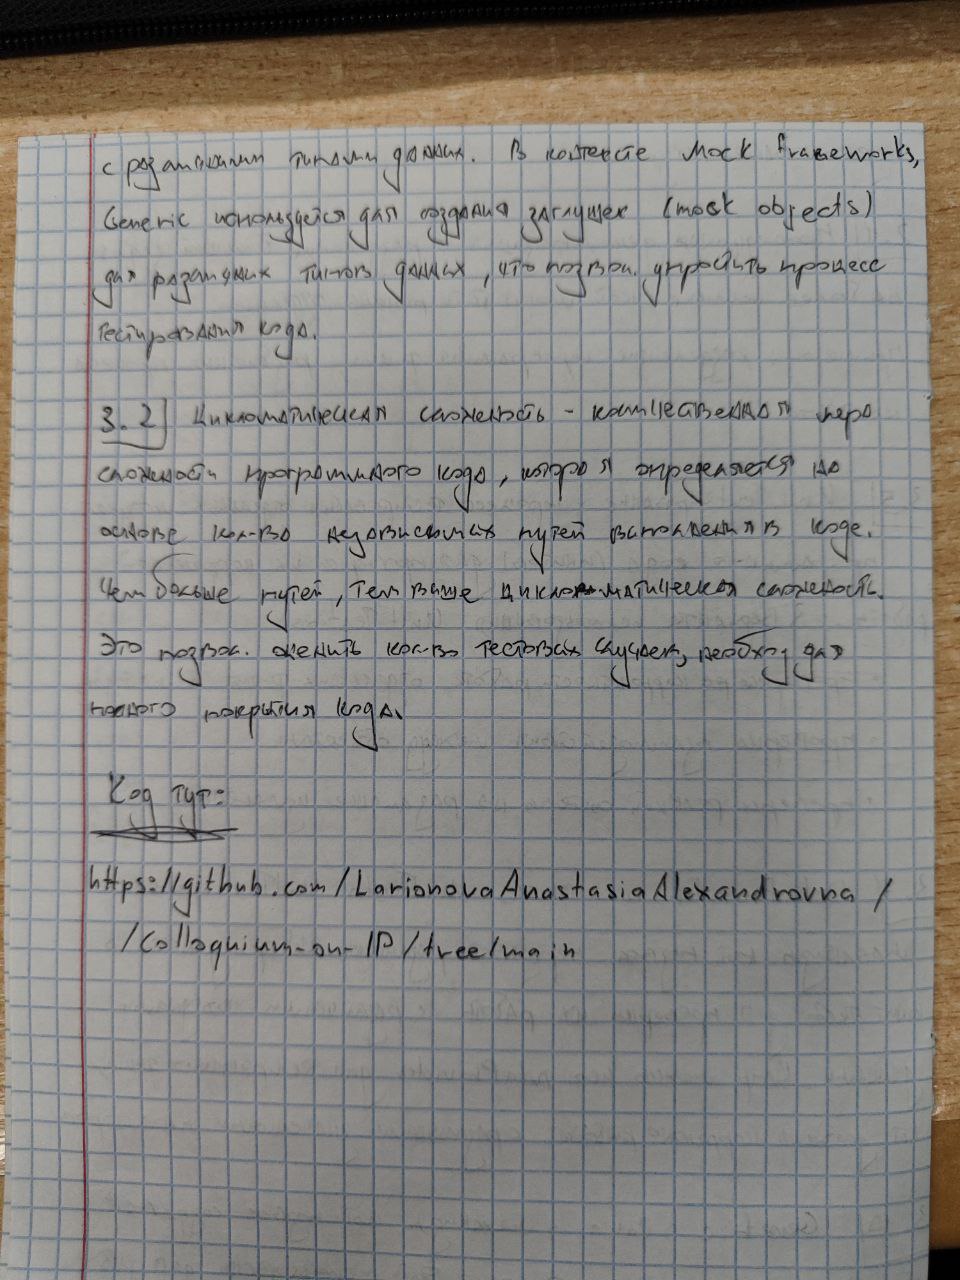 с различными типами данных. В контексте Mock frameworks,
Generic используется для создания заглушек (mock objects)
для различных типов данных, что позвол. упростить процесс
тестирования кода.
3.2 Цикломатическая сложность - количественная мера
сложности программного кода, которая определяется на
основе кол-во независимых путей выполнения в коде.
Чем больше путей, тем выше цикломатическая сложность.
Это позвол. оценить кол-во тестовых случаев, необход для
полного покрытия кода.
Код тут:
https://github.com/LarionovaAnastasiaAlexandrovna/
/Colloquium-on-IP/tree/main